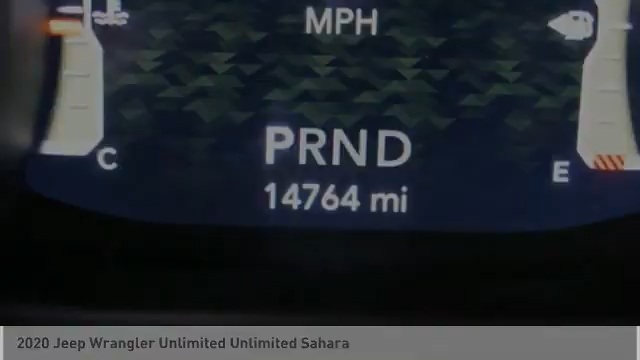 MPH
PRND
C
E
14764 mi
2020 Jeep Wrangler Unlimited Unlimited Sahara